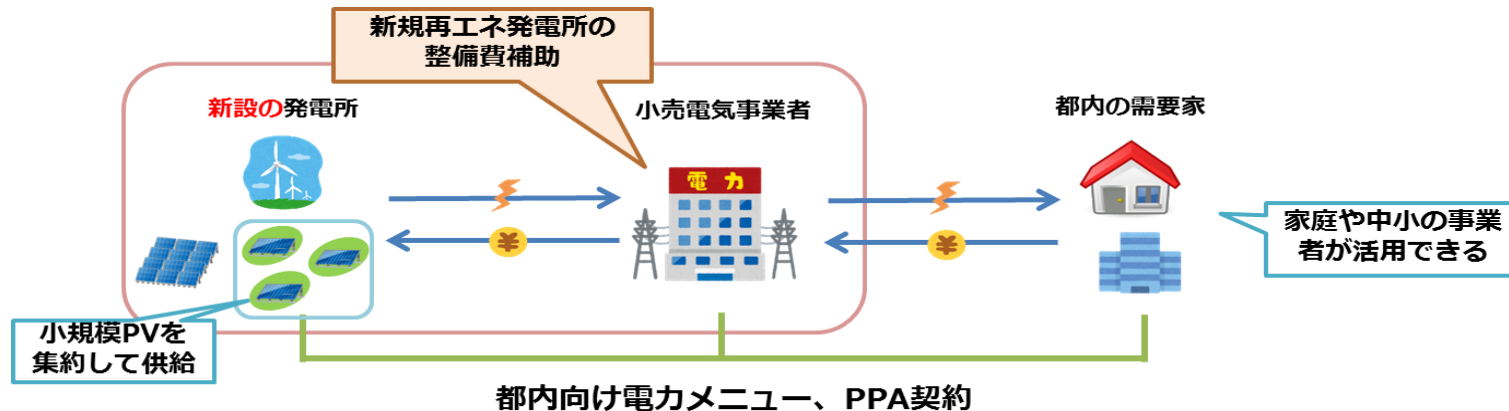 新規再エネ発電所の
整備費補助
新設の発電所
小売電気事業者
都内の需要家
電力
¥
¥
家庭や中小の事業
者が活用できる
小規模PVを
集約して供給
都内向け電力メニュー、PPA契約